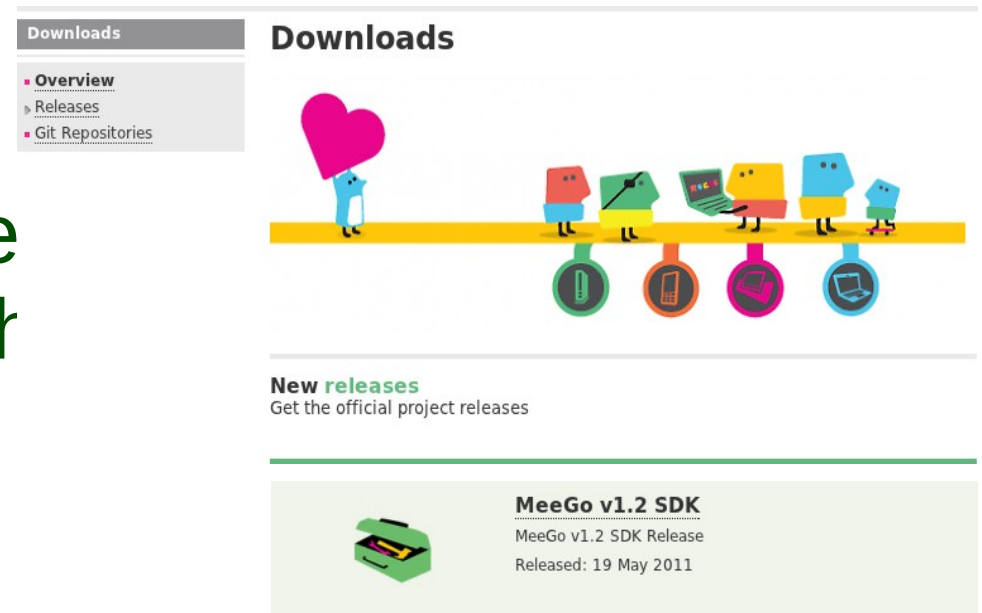 Downloads
Overview
Releases
Git Repositories
e
Downloads
New releases
Get the official project releases
MeeGo v1.2 SDK
MeeGo v1.2 SDK Release
Released: 19 May 2011